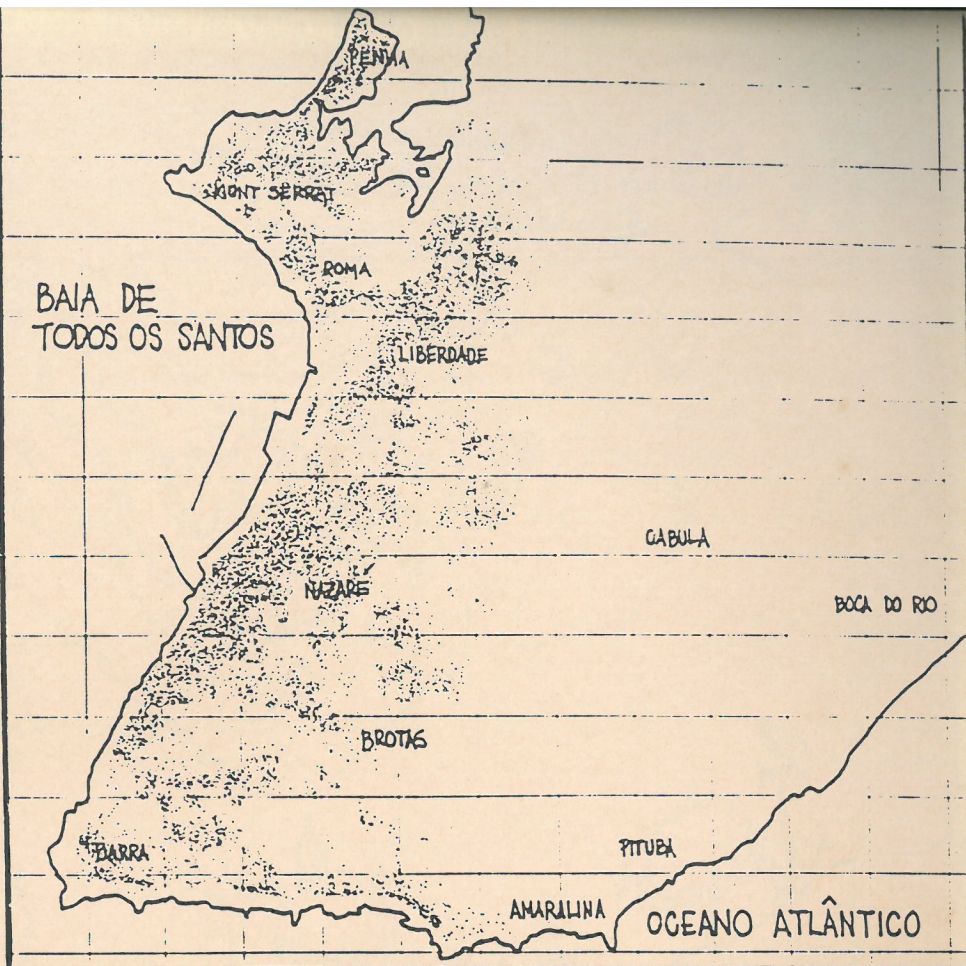 PENHA
MONT SERRAT
ROMA
BAIA DE
TODOS OS SANTOS
LIBERDADE
CABULA
NAZARE
BOCA DO RIO
BROTAS
BARRA
PITUBA
AMARALINA
OCEANO ATLÂNTICO